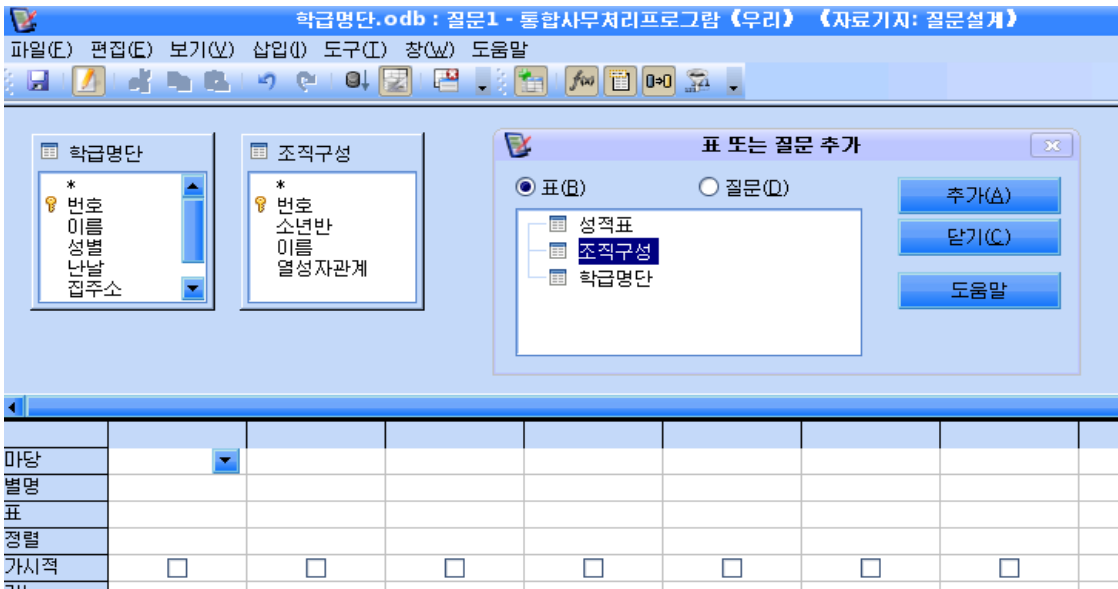 학급명단.odb : 질문1 - 통합사무처리프로그람《우리》 《자료기지: 질문설계》
파일(F) 편집(E) 보기(V) 삽입(I) 도구(T) 창(W) 도움말
학급명단
*
번호
이름
성별
난날
집주소
조직구성
*
번호
소년반
이름
열성자관계
표 또는 질문 추가
표(B) 질문(D)
성적표
조직구성
학급명단
추가(A)
닫기(C)
도움말
마당
별명
표
정렬
가시적